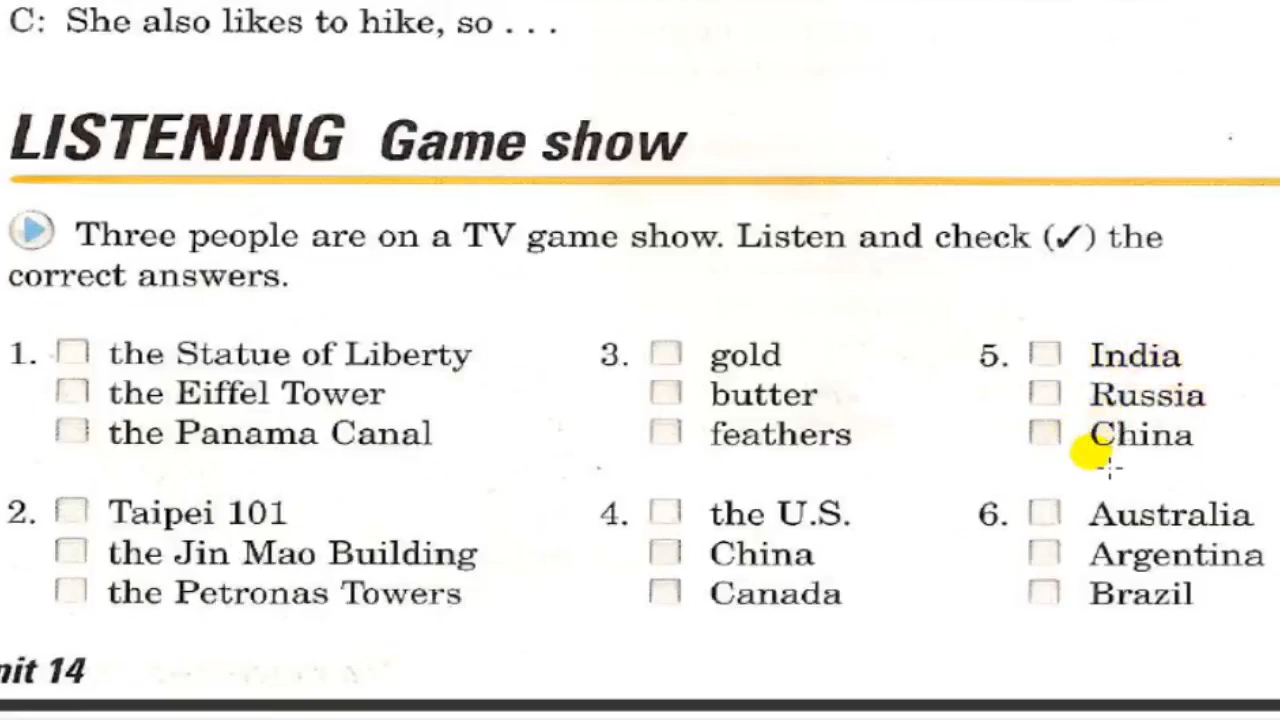 C: She also likes to hike, so . . .
LISTENING Game show
Three people are on a TV game show. Listen and check (✓) the
correct answers.
1. the Statue of Liberty
the Eiffel Tower
the Panama Canal
2. Taipei 101
the Jin Mao Building
the Petronas Towers
3. gold
butter
feathers
4. the U.S.
China
Canada
5. India
Russia
China
6. Australia
Argentina
Brazil
nit 14